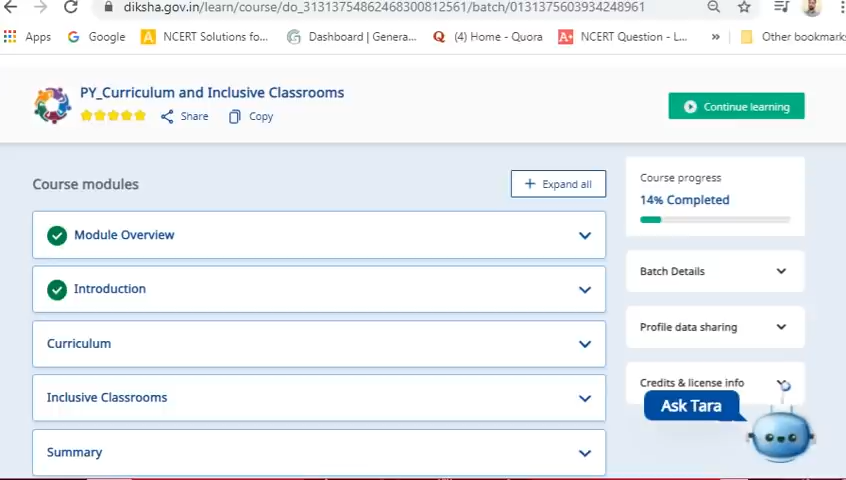 diksha.gov.in/learn/course/do_31313754862468300812561/batch/0131375603934248961
Apps Google NCERT Solutions fo... Dashboard | Genera... (4) Home - Quora NCERT Question - L... » Other bookmarks
PY_Curriculum and Inclusive Classrooms
Share Copy
Continue learning
Course modules
+ Expand all
Module Overview
Introduction
Curriculum
Inclusive Classrooms
Summary
Course progress
14% Completed
Batch Details
Profile data sharing
Credits & license info
Ask Tara